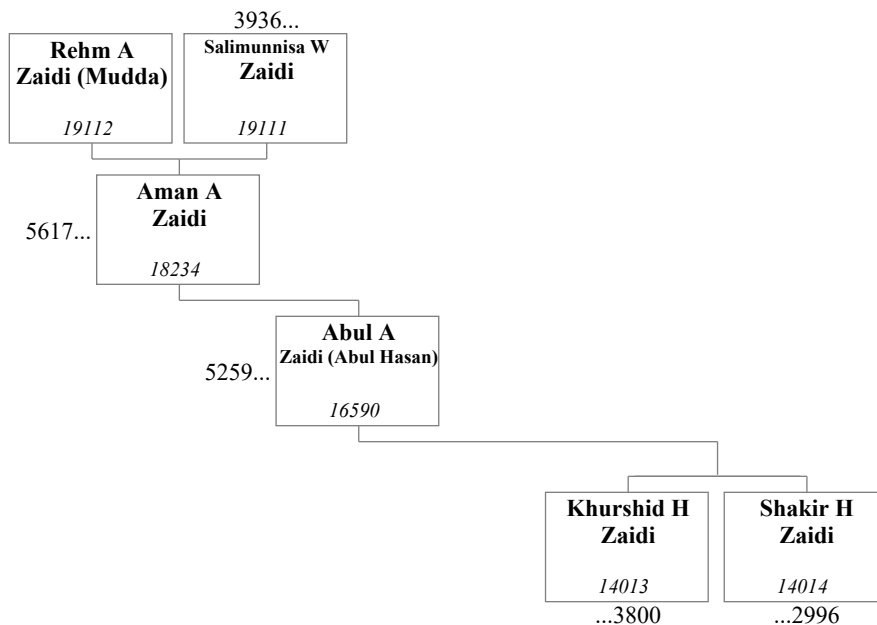 3936...
Rehm A
Zaidi (Mudda)
19112
Salimunnisa W
Zaidi
19111
Aman A
Zaidi
18234
5617...
Abul A
Zaidi (Abul Hasan)
16590
5259...
Khurshid H
Zaidi
14013
...3800
Shakir H
Zaidi
14014
...2996